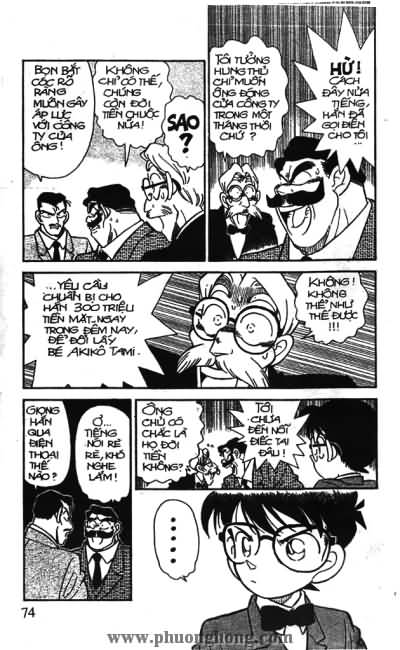 BỌN BẮT
CÓC RÕ
RÀNG
MUỐN GÂY
ÁP LỰC
VỚI CÔNG
TY CỦA
ÔNG!
KHÔNG
CHỈ CÓ THẾ,
CHÚNG
CÒN ĐÒI
TIỀN CHUỘC
NỮA!
SAO
?
TÔI TƯỞNG
HUNG THỦ
CHỈ MUỐN
ÔNG ĐÓNG
CỬA CÔNG TY
TRONG MỘT
THÁNG THÔI
CHỨ ?
HỪ!
CÁCH
ĐÂY NỬA
TIẾNG,
HẮN ĐÃ
GỌI ĐIỆN
CHO TÔI
...
...YÊU CẦU
CHUẨN BỊ CHO
HẮN 300 TRIỆU
TIỀN MẶT NGAY
TRONG ĐÊM NAY,
ĐỂ ĐỔI LẤY
BÉ AKIKÔ TAMI.
KHÔNG!
KHÔNG
THỂ NHƯ
THẾ ĐƯỢC
!!!
GIỌNG
HẮN
QUA
ĐIỆN
THOẠI
THẾ
NÀO?
Ơ...
TIẾNG
NÓI RÈ
RÈ, KHÓ
NGHE
LẮM!
ÔNG
CHỦ CÓ
CHẮC LÀ
HỌ ĐÒI
TIỀN
KHÔNG?
TÔI
CHƯA
ĐẾN NỖI
ĐIẾC TAI
ĐÂU!
....
74
www.phuonghong.com